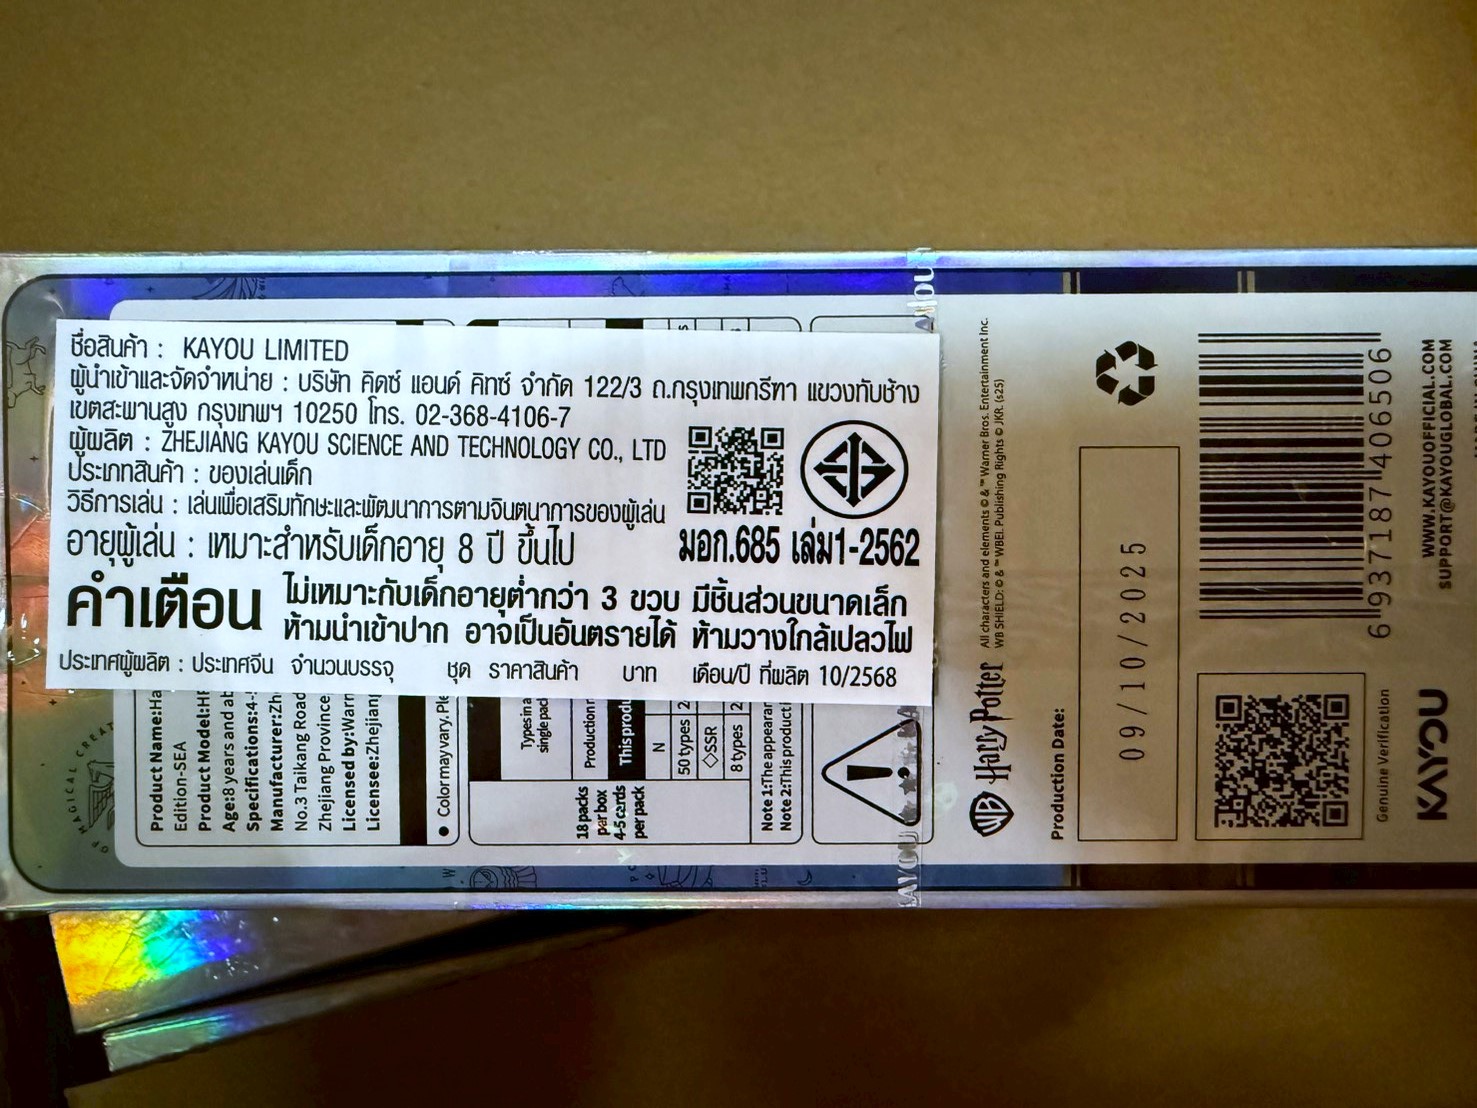 ชื่อสินค้า : KAYOU LIMITED
ผู้นำเข้าและจัดจำหน่าย : บริษัท คิดซ์ แอนด์ คิทซ์ จำกัด 122/3 ถ.กรุงเทพกรีฑา แขวงทับช้าง
เขตสะพานสูง กรุงเทพฯ 10250 โทร. 02-368-4106-7
ผู้ผลิต : ZHEJIANG KAYOU SCIENCE AND TECHNOLOGY CO., LTD
ประเภทสินค้า : ของเล่นเด็ก
วิธีการเล่น : เล่นเพื่อเสริมทักษะและพัฒนาการตามจินตนาการของผู้เล่น
อายุผู้เล่น : เหมาะสำหรับเด็กอายุ 8 ปี ขึ้นไป
มอก.685 เล่ม1-2562
คำเตือน ไม่เหมาะกับเด็กอายุต่ำกว่า 3 ขวบ มีชิ้นส่วนขนาดเล็ก
ห้ามนำเข้าปาก อาจเป็นอันตรายได้ ห้ามวางใกล้เปลวไฟ
ประเทศผู้ผลิต : ประเทศจีน จำนวนบรรจุ ชุด ราคาสินค้า บาท เดือน/ปี ที่ผลิต 10/2568
Product Name:Ha
Edition-SEA
Product Model:HP
Age:8 years and ab
Specifications:4-
Manufacturer:Zhe
No.3 Taikang Road
Zhejiang Province
Licensed by:Warn
Licensee:Zhejiang
● Color may vary. Ple
Types in a
single pack
Production r
This produ
N
50 types 2
◇SSR
8 types 2
18 packs
per box
4-5 cards
per pack
Note 1:The appearan
Note 2:This product
All characters and elements © & ™ Warner Bros. Entertainment Inc.
WB SHIELD: © & ™ WBEI. Publishing Rights © JKR. (s25)
WB Harry Potter
Production Date:
09/10/2025
6 937187 406506
Genuine Verification
WWW.KAYOUOFFICIAL.COM
SUPPORT@KAYOUGLOBAL.COM
KAYOU